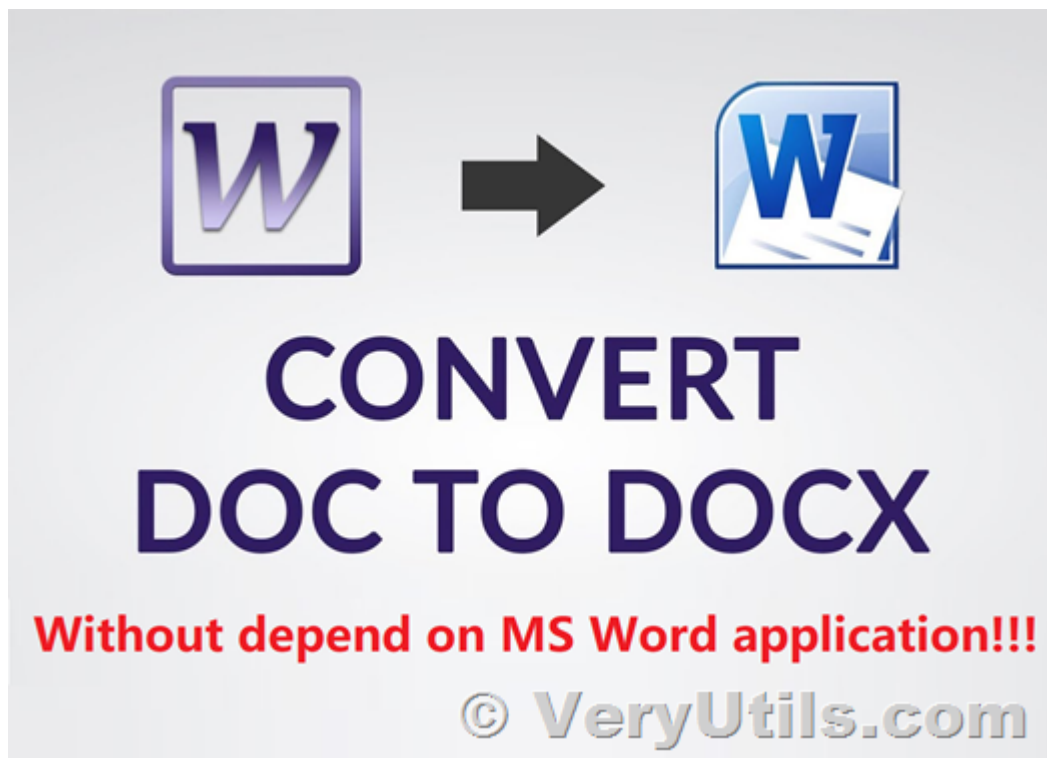 W
W
CONVERT
DOC TO DOCX
Without depend on MS Word application!!!
© VeryUtils.com